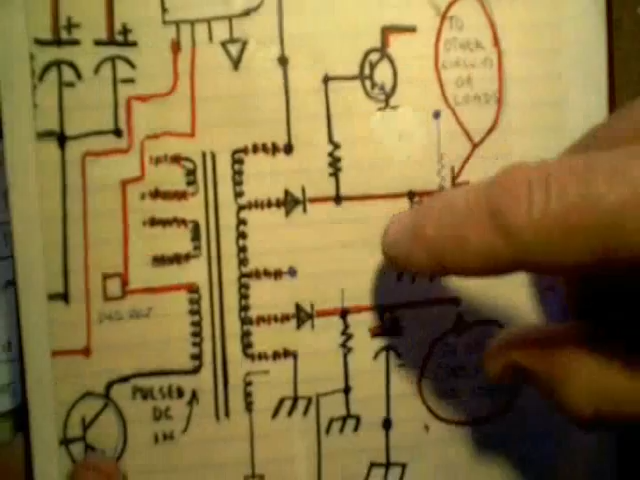 TO
OTHER
CIRCUITS
OR
LOADS
PULSED
DC
IN